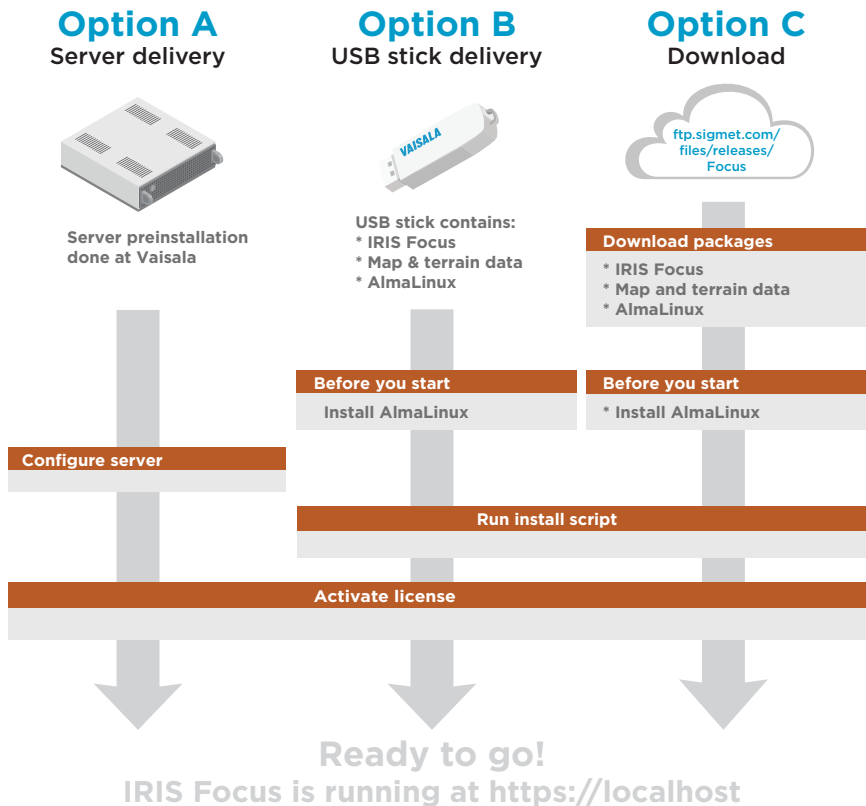 Option A
Server delivery
Server preinstallation
done at Vaisala
Option B
USB stick delivery
VAISALA
USB stick contains:
* IRIS Focus
* Map & terrain data
* AlmaLinux
Option C
Download
ftp.sigmet.com/
files/releases/
Focus
Download packages
* IRIS Focus
* Map and terrain data
* AlmaLinux
Before you start
Install AlmaLinux
Before you start
* Install AlmaLinux
Configure server
Run install script
Activate license
Ready to go!
IRIS Focus is running at https://localhost